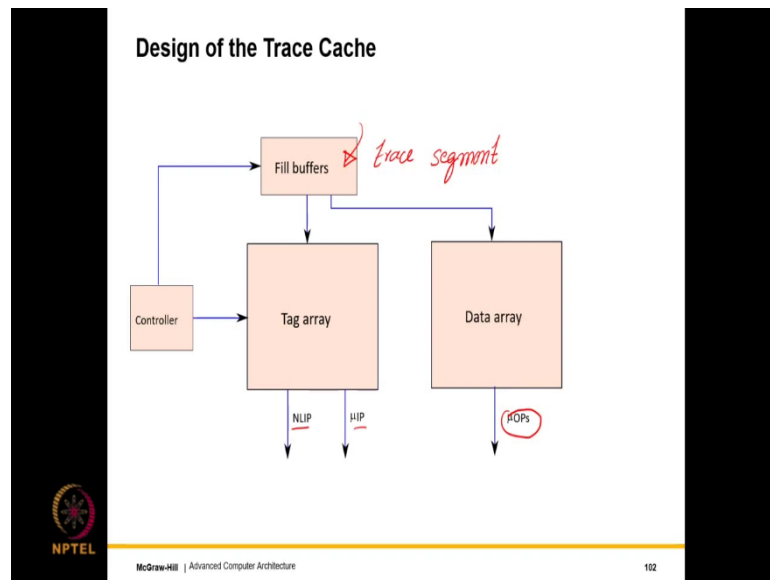 Design of the Trace Cache
Fill buffers
trace segment
Controller
Tag array
Data array
NLIP
μIP
μOPs
NPTEL
McGraw-Hill | Advanced Computer Architecture
102